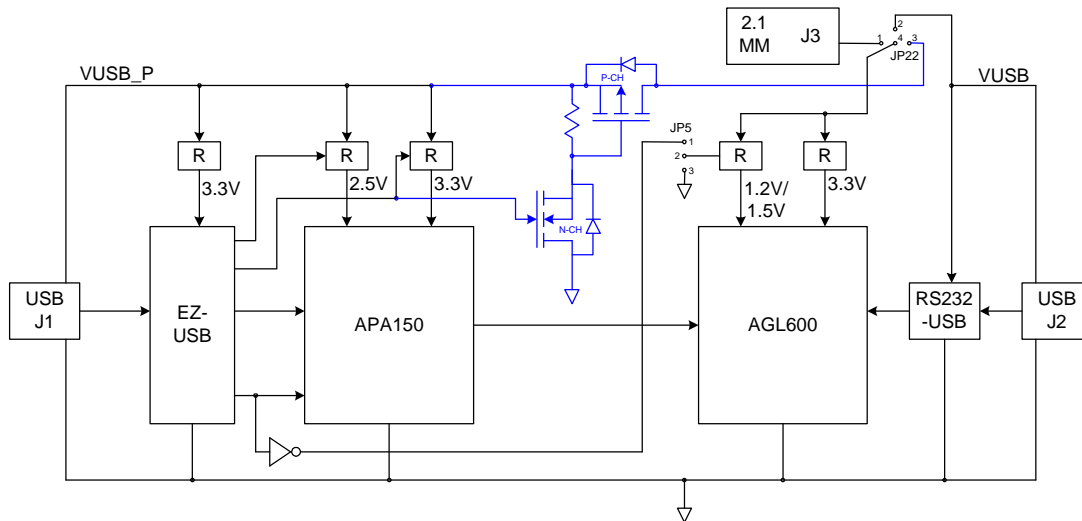 2.1
MM
J3
2
1
4
3
JP22
VUSB_P
P-CH
VUSB
JP5
1
2
3
R
R
R
R
R
3.3V
2.5V
3.3V
1.2V/
1.5V
3.3V
N-CH
USB
J1
EZ-
USB
APA150
AGL600
RS232
-USB
USB
J2